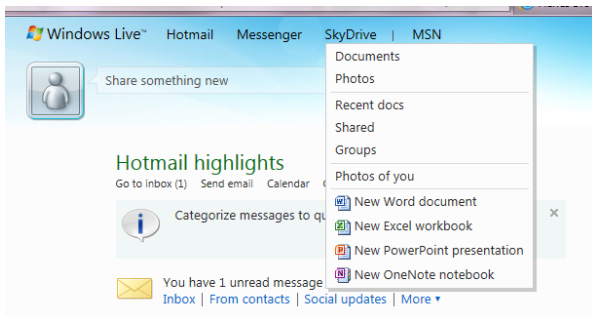 Windows Live™ Hotmail Messenger SkyDrive | MSN
Share something new
Documents
Photos
Recent docs
Shared
Groups
Photos of you
New Word document
New Excel workbook
New PowerPoint presentation
New OneNote notebook
Hotmail highlights
Go to inbox (1) Send email Calendar
Categorize messages to
You have 1 unread message
Inbox | From contacts | Social updates | More ▾